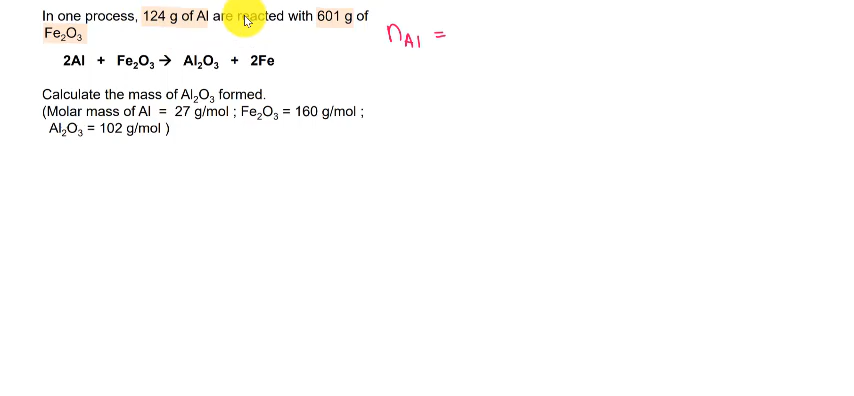 In one process, 124 g of Al are reacted with 601 g of
Fe₂O₃
n_Al =
2Al + Fe₂O₃ → Al₂O₃ + 2Fe
Calculate the mass of Al₂O₃ formed.
(Molar mass of Al = 27 g/mol ; Fe₂O₃ = 160 g/mol ;
Al₂O₃ = 102 g/mol )